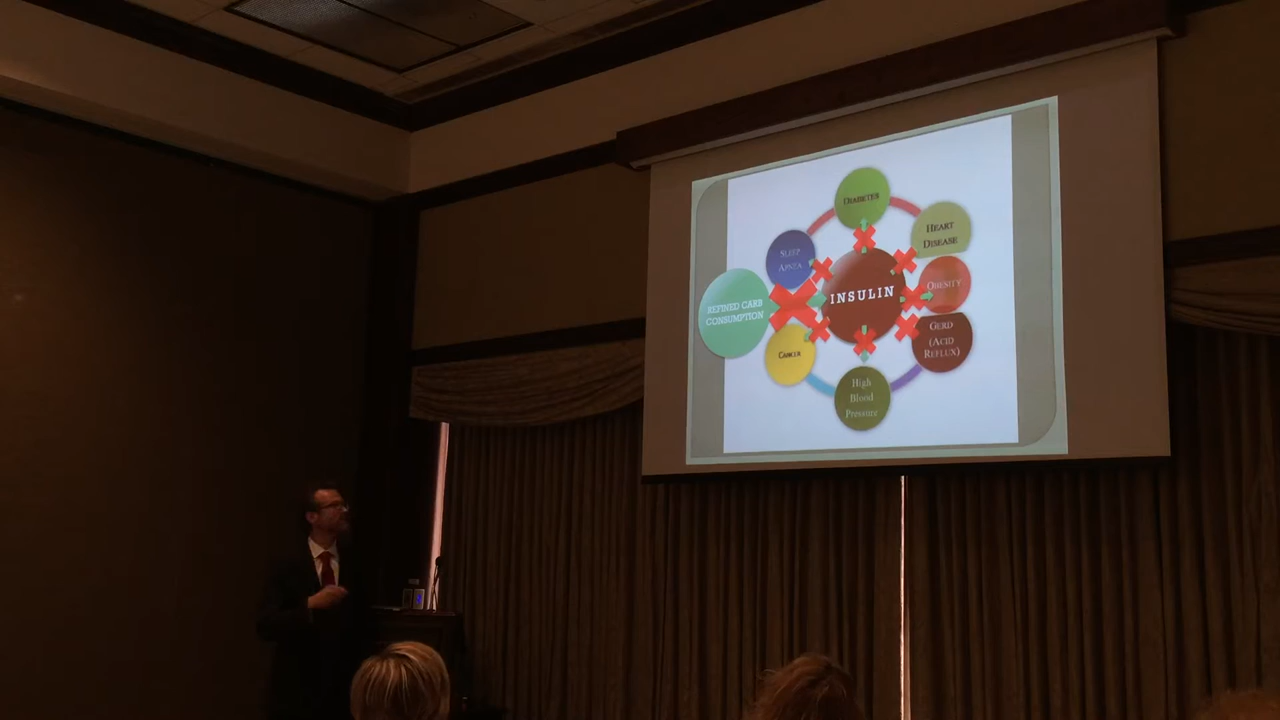 DIABETES
HEART
DISEASE
SLEEP
APNEA
OBESITY
REFINED CARB
CONSUMPTION
INSULIN
GERD
(ACID
REFLUX)
CANCER
High
Blood
Pressure